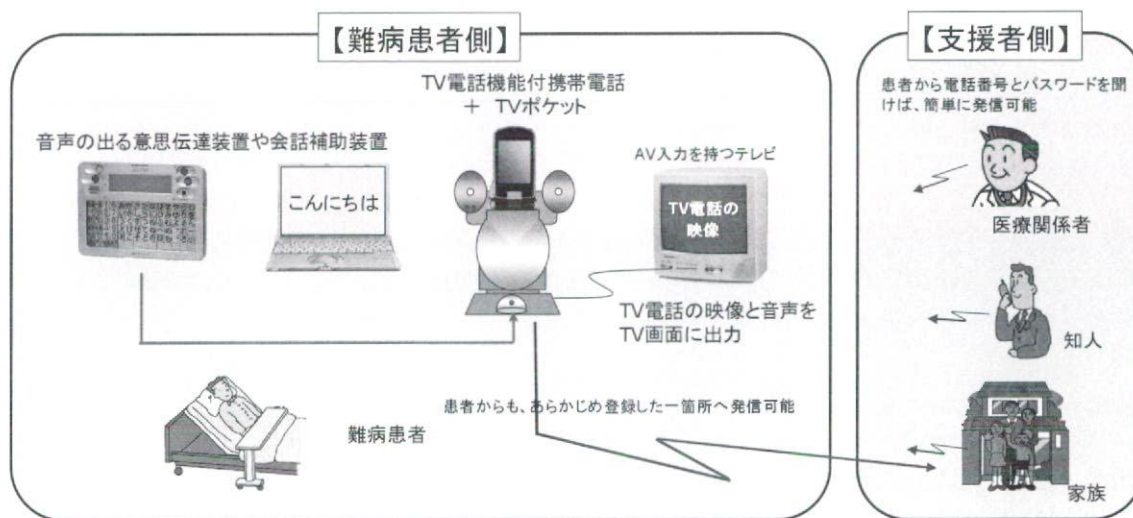 【難病患者側】
TV電話機能付携帯電話
+ TVポケット
音声の出る意思伝達装置や会話補助装置
こんにちは
AV入力を持つテレビ
TV電話の
映像
TV電話の映像と音声を
TV画面に出力
患者からも、あらかじめ登録した一箇所へ発信可能
難病患者
【支援者側】
患者から電話番号とパスワードを聞
けば、簡単に発信可能
医療関係者
知人
家族